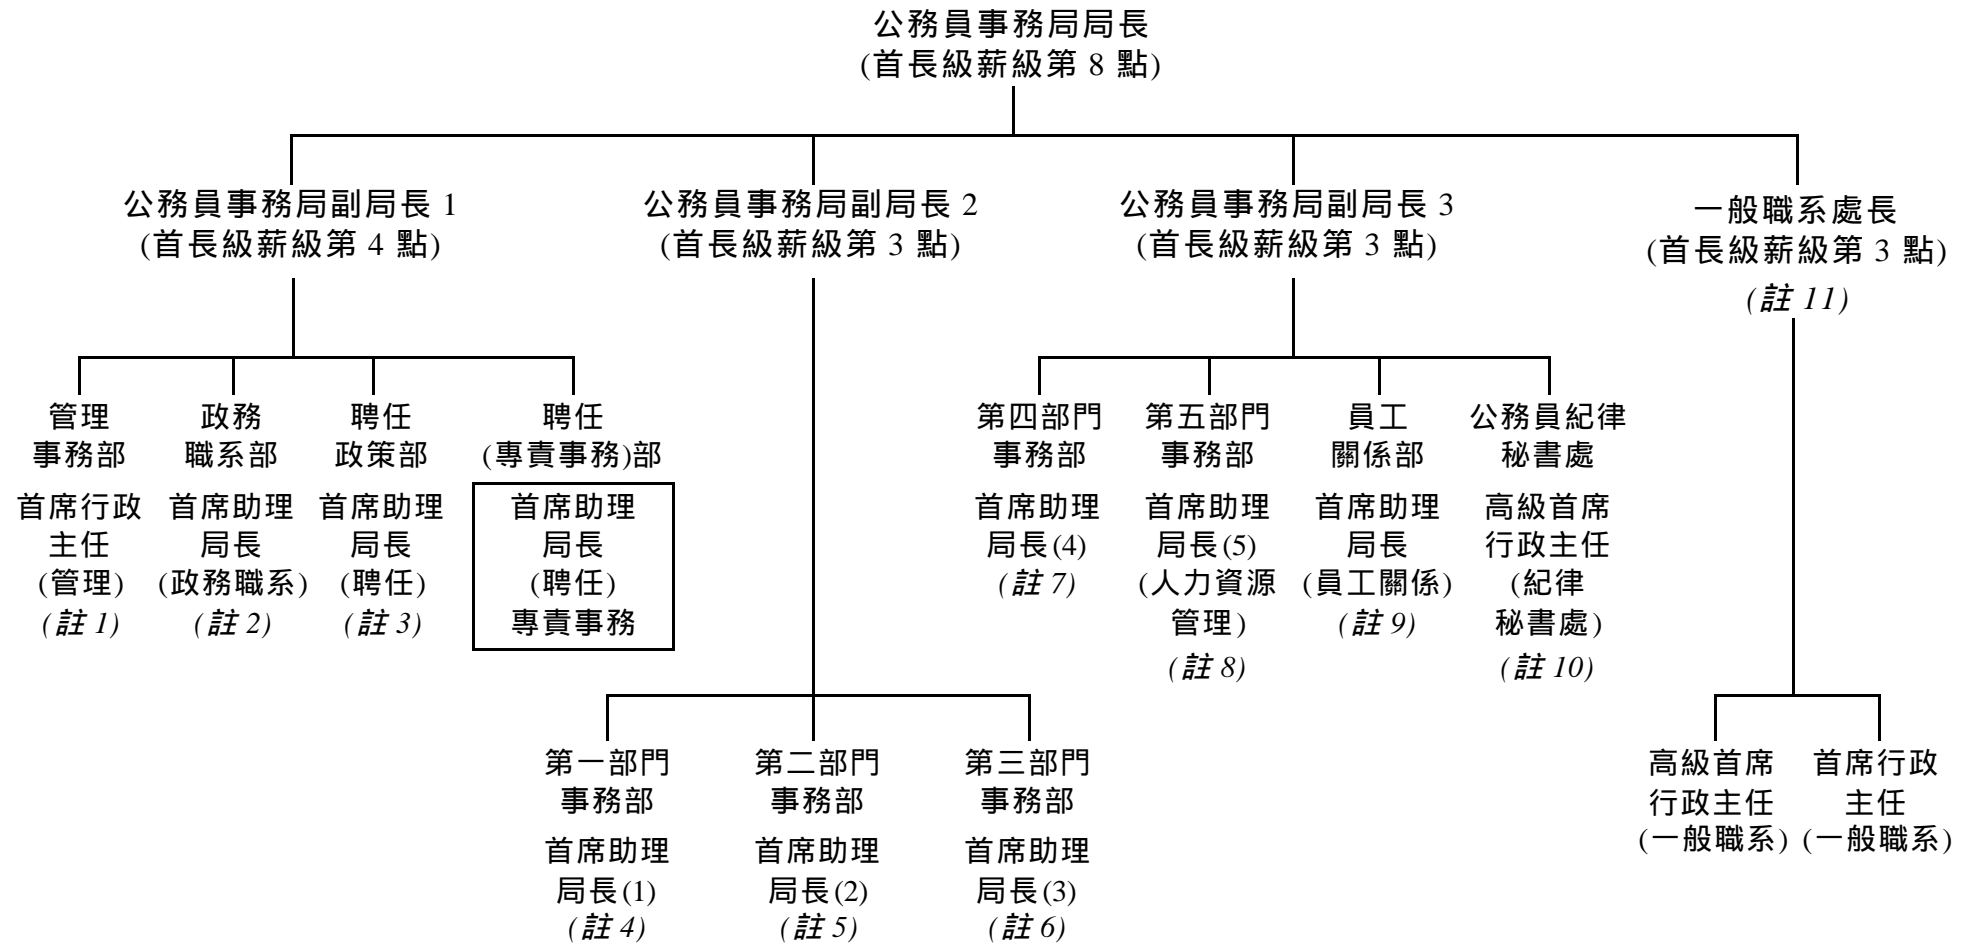 公務員事務局局長
(首長級薪級第 8 點)
公務員事務局副局長 1
(首長級薪級第 4 點)
公務員事務局副局長 2
(首長級薪級第 3 點)
公務員事務局副局長 3
(首長級薪級第 3 點)
一般職系處長
(首長級薪級第 3 點)
(註 11)
管理
事務部
首席行政
主任
(管理)
(註 1)
政務
職系部
首席助理
局長
(政務職系)
(註 2)
聘任
政策部
首席助理
局長
(聘任)
(註 3)
聘任
(專責事務)部
首席助理
局長
(聘任)
專責事務
第一部門
事務部
首席助理
局長(1)
(註 4)
第二部門
事務部
首席助理
局長(2)
(註 5)
第三部門
事務部
首席助理
局長(3)
(註 6)
第四部門
事務部
首席助理
局長(4)
(註 7)
第五部門
事務部
首席助理
局長(5)
(人力資源
管理)
(註 8)
員工
關係部
首席助理
局長
(員工關係)
(註 9)
公務員紀律
秘書處
高級首席
行政主任
(紀律
秘書處)
(註 10)
高級首席
行政主任
(一般職系)
首席行政
主任
(一般職系)